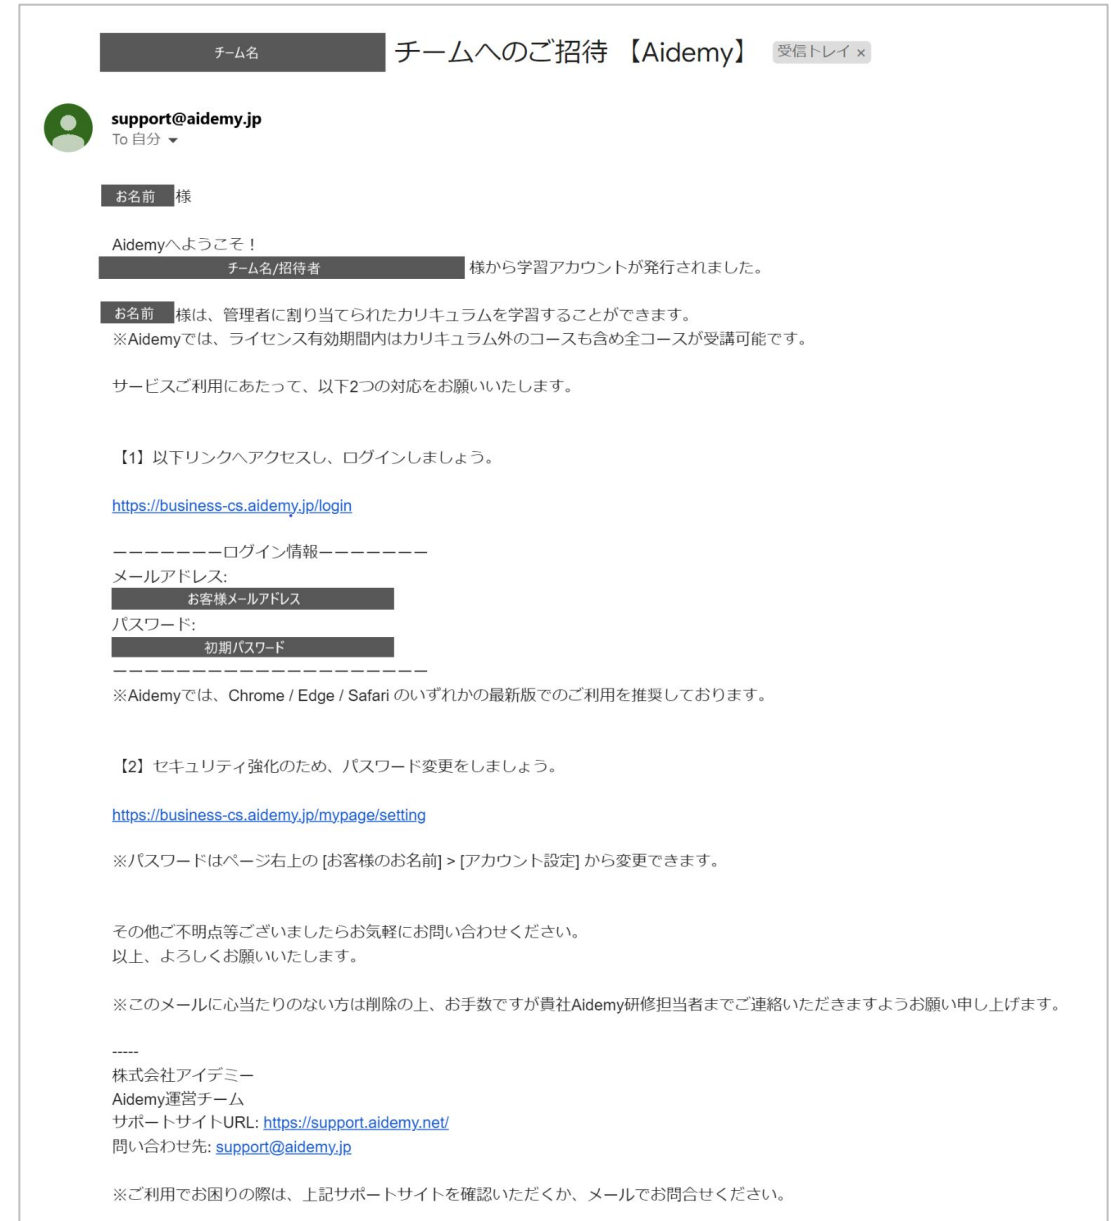 チーム名 チームへのご招待 【Aidemy】 受信トレイ ×
support@aidemy.jp
To 自分
お名前 様
Aidemyへようこそ！
チーム名/招待者 様から学習アカウントが発行されました。
お名前 様は、管理者に割り当てられたカリキュラムを学習することができます。
※Aidemyでは、ライセンス有効期間内はカリキュラム外のコースも含め全コースが受講可能です。
サービスご利用にあたって、以下2つの対応をお願いいたします。
【1】以下リンクへアクセスし、ログインしましょう。
https://business-cs.aidemy.jp/login
ーーーーーーーログイン情報ーーーーーーー
メールアドレス:
お客様メールアドレス
パスワード:
初期パスワード
ーーーーーーーーーーーーーーーーーーーー
※Aidemyでは、Chrome / Edge / Safari のいずれかの最新版でのご利用を推奨しております。
【2】セキュリティ強化のため、パスワード変更をしましょう。
https://business-cs.aidemy.jp/mypage/setting
※パスワードはページ右上の [お客様のお名前] > [アカウント設定] から変更できます。
その他ご不明点等ございましたらお気軽にお問い合わせください。
以上、よろしくお願いいたします。
※このメールに心当たりのない方は削除の上、お手数ですが貴社Aidemy研修担当者までご連絡いただきますようお願い申し上げます。
-----
株式会社アイデミー
Aidemy運営チーム
サポートサイトURL: https://support.aidemy.net/
問い合わせ先: support@aidemy.jp
※ご利用でお困りの際は、上記サポートサイトを確認いただくか、メールでお問合せください。